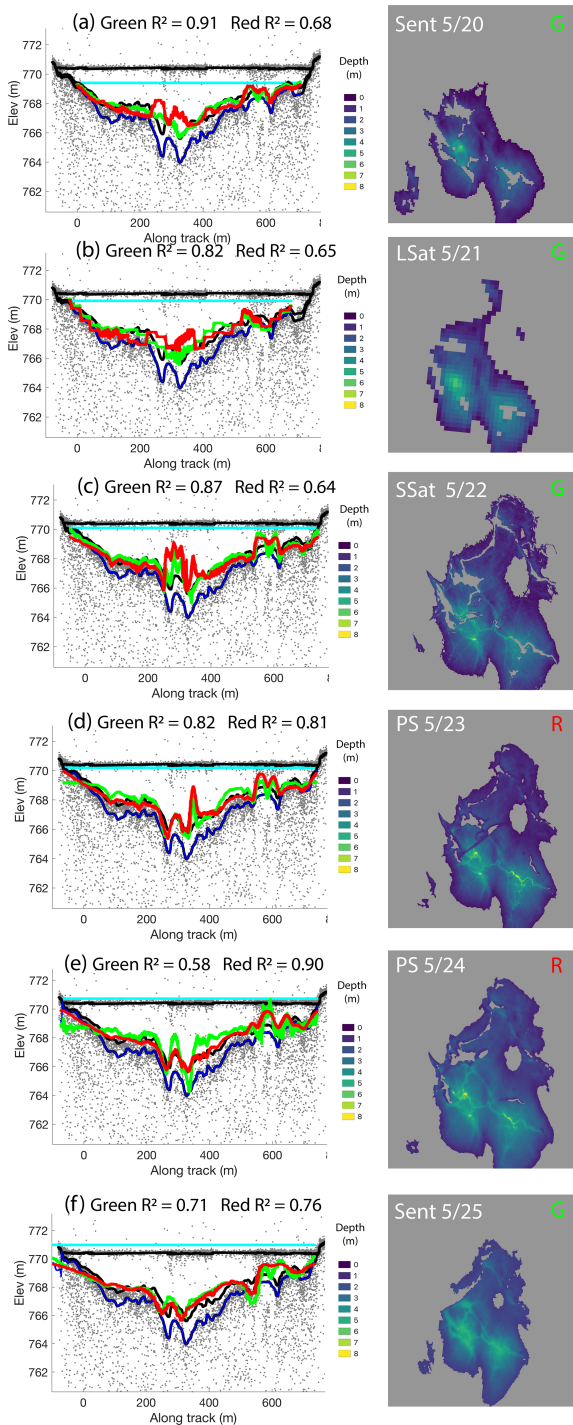 (a) Green R² = 0.91 Red R² = 0.68
Sent 5/20 G
Elev (m)
772
770
768
766
764
762
0 200 400 600 8
Along track (m)
Depth
(m)
0
1
2
3
4
5
6
7
8
(b) Green R² = 0.82 Red R² = 0.65
LSat 5/21 G
Elev (m)
772
770
768
766
764
762
0 200 400 600 8
Along track (m)
Depth
(m)
0
1
2
3
4
5
6
7
8
(c) Green R² = 0.87 Red R² = 0.64
SSat 5/22 G
Elev (m)
772
770
768
766
764
762
0 200 400 600 8
Along track (m)
Depth
(m)
0
1
2
3
4
5
6
7
8
(d) Green R² = 0.82 Red R² = 0.81
PS 5/23 R
Elev (m)
772
770
768
766
764
762
0 200 400 600 8
Along track (m)
Depth
(m)
0
1
2
3
4
5
6
7
8
(e) Green R² = 0.58 Red R² = 0.90
PS 5/24 R
Elev (m)
772
770
768
766
764
762
0 200 400 600 8
Along track (m)
Depth
(m)
0
1
2
3
4
5
6
7
8
(f) Green R² = 0.71 Red R² = 0.76
Sent 5/25 G
Elev (m)
772
770
768
766
764
762
0 200 400 600 8
Along track (m)
Depth
(m)
0
1
2
3
4
5
6
7
8